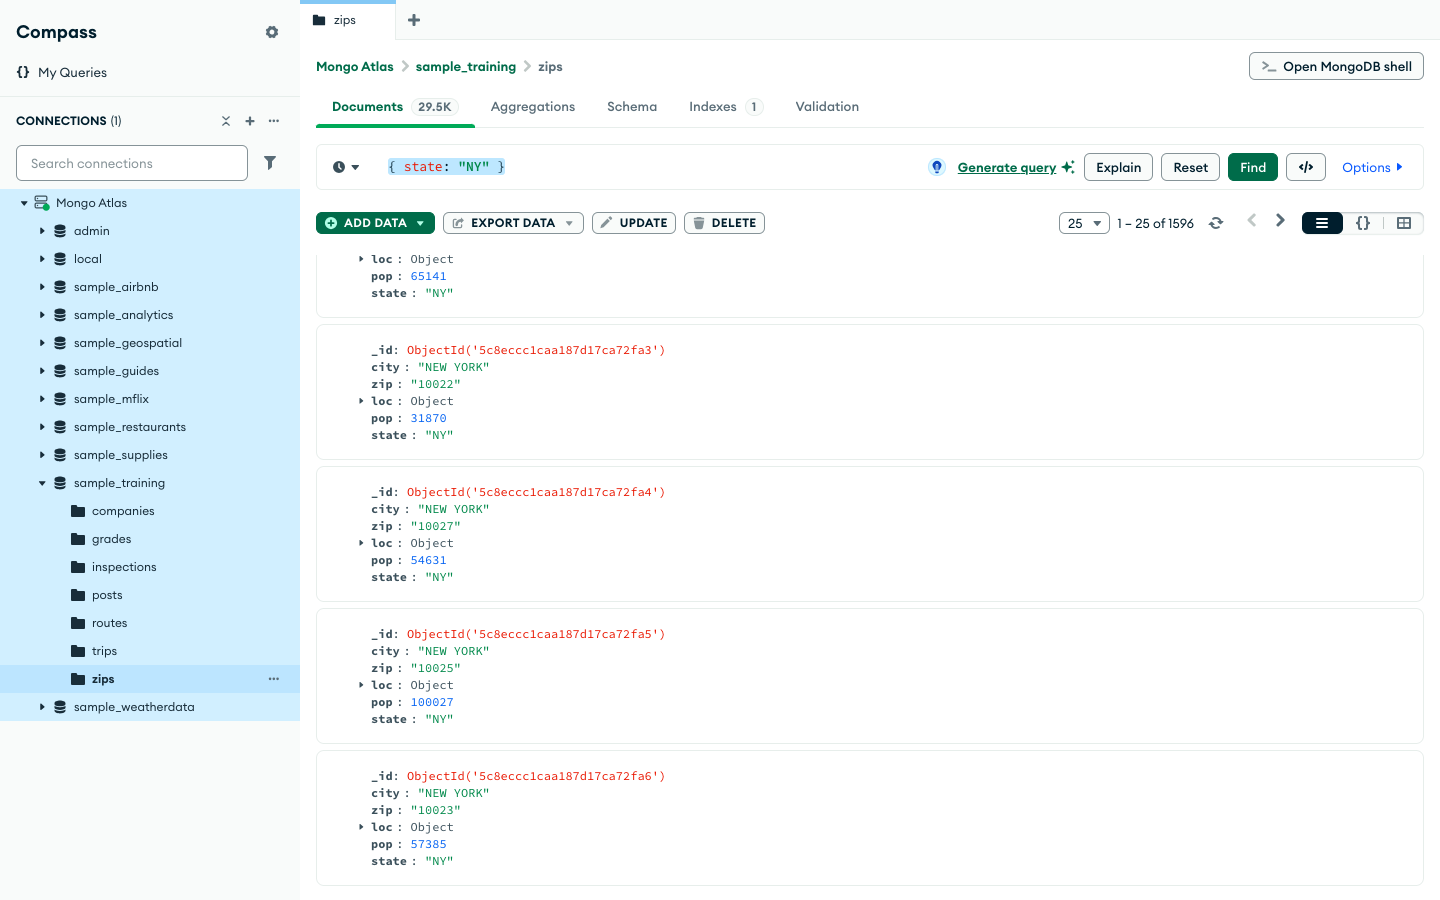 Compass
My Queries
CONNECTIONS (1)
Search connections
Mongo Atlas
admin
local
sample_airbnb
sample_analytics
sample_geospatial
sample_guides
sample_mflix
sample_restaurants
sample_supplies
sample_training
companies
grades
inspections
posts
routes
trips
zips
sample_weatherdata
zips
Mongo Atlas > sample_training > zips
>_ Open MongoDB shell
Documents 29.5K Aggregations Schema Indexes 1 Validation
{ state: "NY" }
Generate query Explain Reset Find </> Options
ADD DATA EXPORT DATA UPDATE DELETE
25 1 – 25 of 1596 {}
loc : Object
pop : 65141
state : "NY"
_id: ObjectId('5c8eccc1caa187d17ca72fa3')
city : "NEW YORK"
zip : "10022"
loc : Object
pop : 31870
state : "NY"
_id: ObjectId('5c8eccc1caa187d17ca72fa4')
city : "NEW YORK"
zip : "10027"
loc : Object
pop : 54631
state : "NY"
_id: ObjectId('5c8eccc1caa187d17ca72fa5')
city : "NEW YORK"
zip : "10025"
loc : Object
pop : 100027
state : "NY"
_id: ObjectId('5c8eccc1caa187d17ca72fa6')
city : "NEW YORK"
zip : "10023"
loc : Object
pop : 57385
state : "NY"